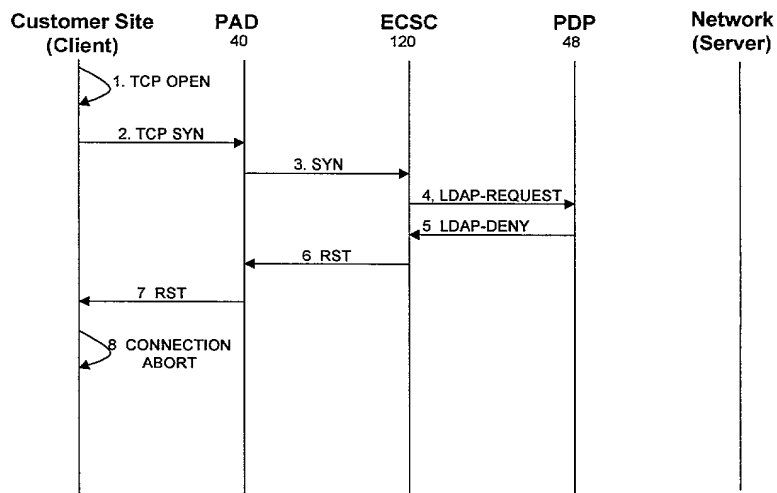 Customer Site
(Client)
PAD
40
ECSC
120
PDP
48
Network
(Server)
1. TCP OPEN
2. TCP SYN
3. SYN
4, LDAP-REQUEST
5 LDAP-DENY
6 RST
7 RST
8 CONNECTION
ABORT